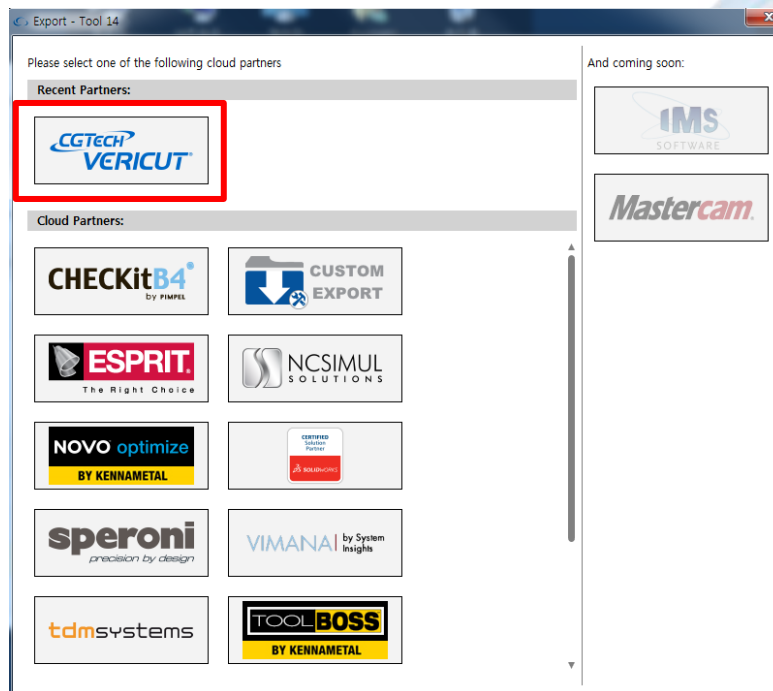 Export - Tool 14
Please select one of the following cloud partners
Recent Partners:
CGTECH
VERICUT
Cloud Partners:
CHECKitB4
by PIMPEL
CUSTOM
EXPORT
ESPRIT.
The Right Choice
NCSIMUL
SOLUTIONS
NOVO optimize
BY KENNAMETAL
CERTIFIED
Solution
Partner
SOLIDWORKS
speroni
precision by design
VIMANA by System
Insights
tdmsystems
TOOLBOSS
BY KENNAMETAL
And coming soon:
IMS
SOFTWARE
Mastercam.